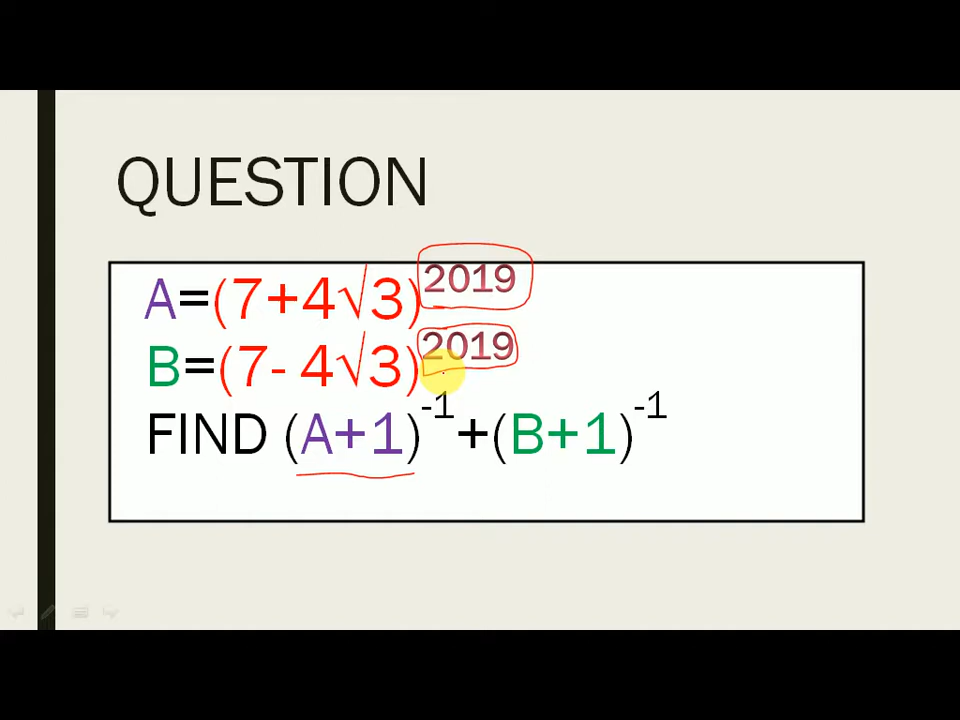 QUESTION
A=(7+4√3)^2019
B=(7- 4√3)^2019
FIND (A+1)^-1+(B+1)^-1